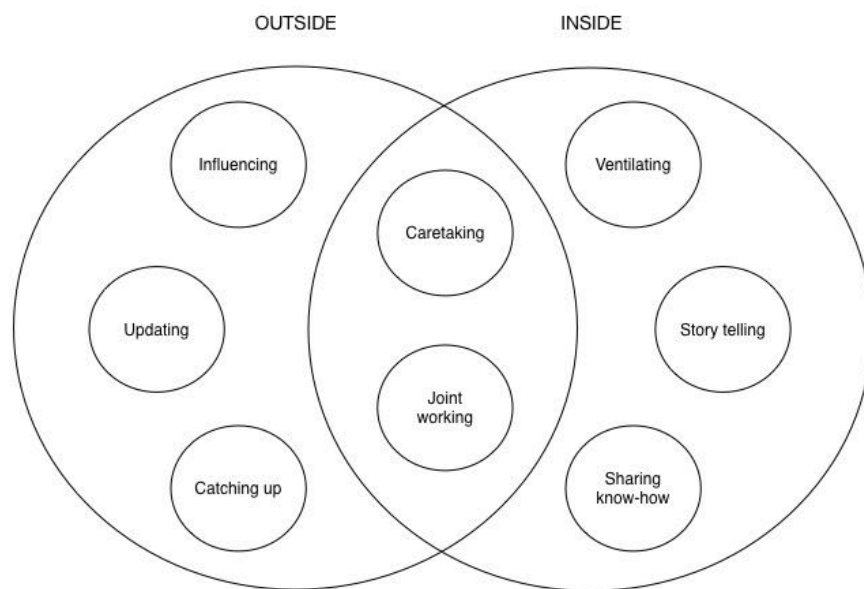 OUTSIDE
INSIDE
Influencing
Ventilating
Caretaking
Updating
Story telling
Joint
working
Catching up
Sharing
know-how